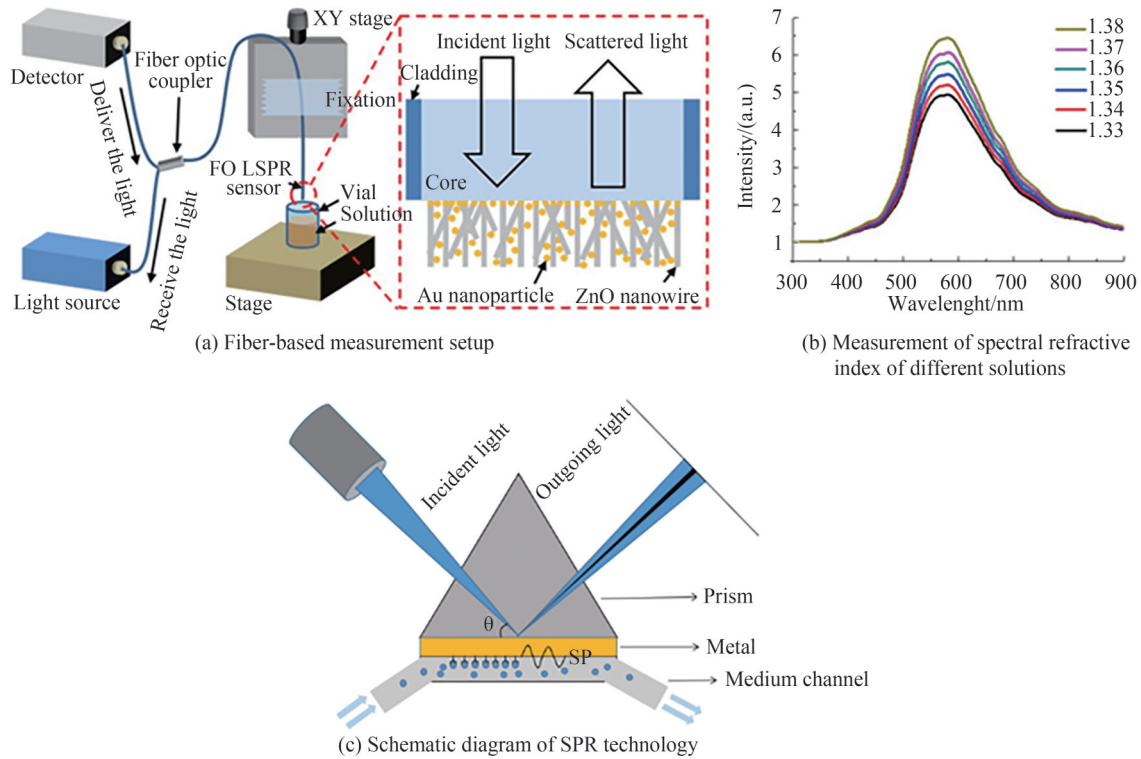 XY stage
Detector
Fiber optic
coupler
Fixation
Deliver the light
FO LSPR
sensor
Vial
Solution
Light source
Receive the light
Stage
Incident light
Scattered light
Cladding
Core
Au nanoparticle
ZnO nanowire
(a) Fiber-based measurement setup
Intensity/(a.u.)
7
6
5
4
3
2
1
300
400
500
600
700
800
900
Wavelenght/nm
1.38
1.37
1.36
1.35
1.34
1.33
(b) Measurement of spectral refractive
index of different solutions
Incident light
Outgoing light
θ
Prism
Metal
SP
Medium channel
(c) Schematic diagram of SPR technology